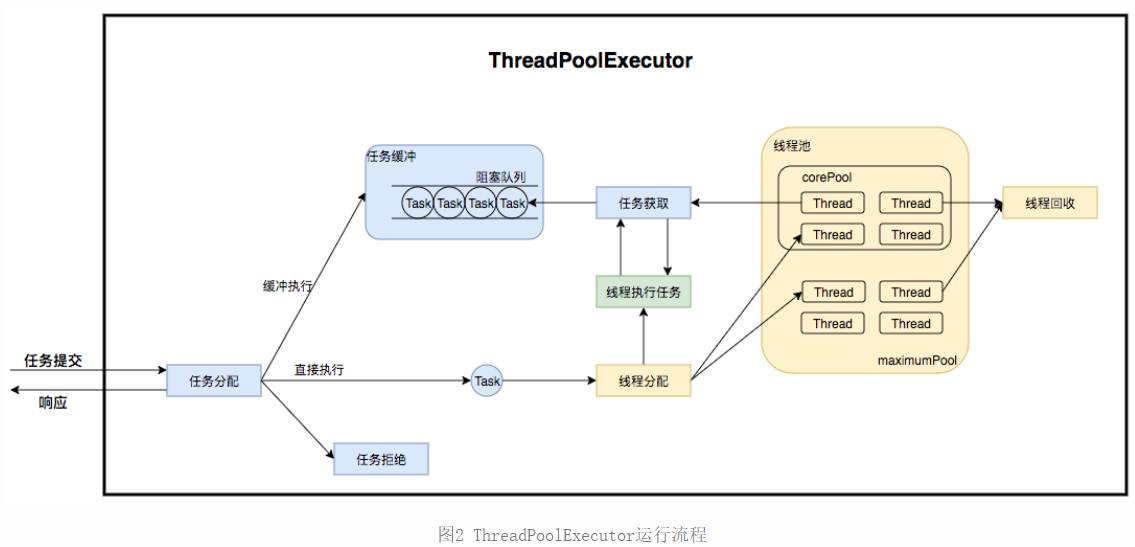 ThreadPoolExecutor
任务缓冲
阻塞队列
Task Task Task Task
任务获取
线程池
corePool
Thread Thread
Thread Thread
线程回收
缓冲执行
线程执行任务
Thread Thread
Thread Thread
maximumPool
任务提交
响应
任务分配
直接执行
Task
线程分配
任务拒绝
图2 ThreadPoolExecutor运行流程